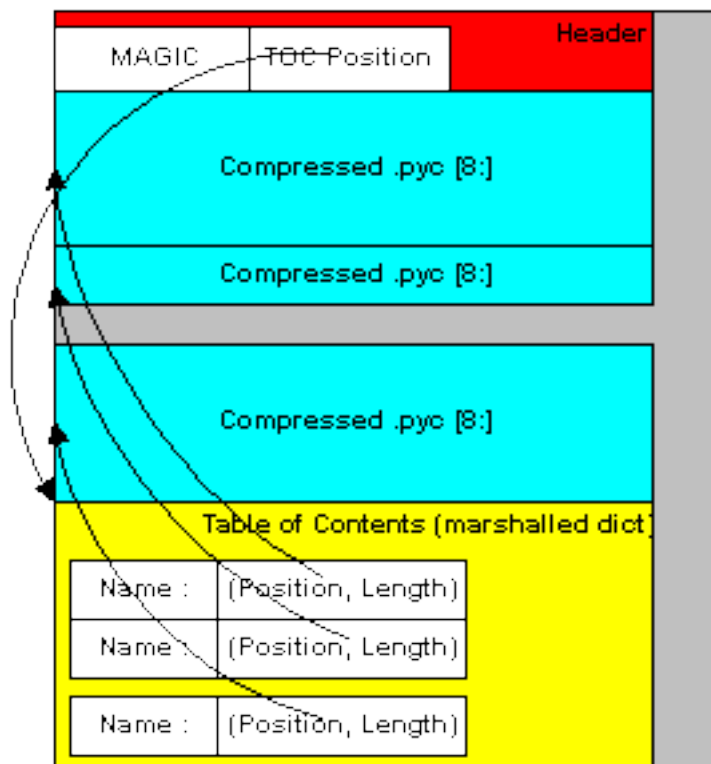 Header
MAGIC TOC Position
Compressed .pyc [8:]
Compressed .pyc [8:]
Compressed .pyc [8:]
Table of Contents (marshalled dict)
Name : (Position, Length)
Name : (Position, Length)
Name : (Position, Length)